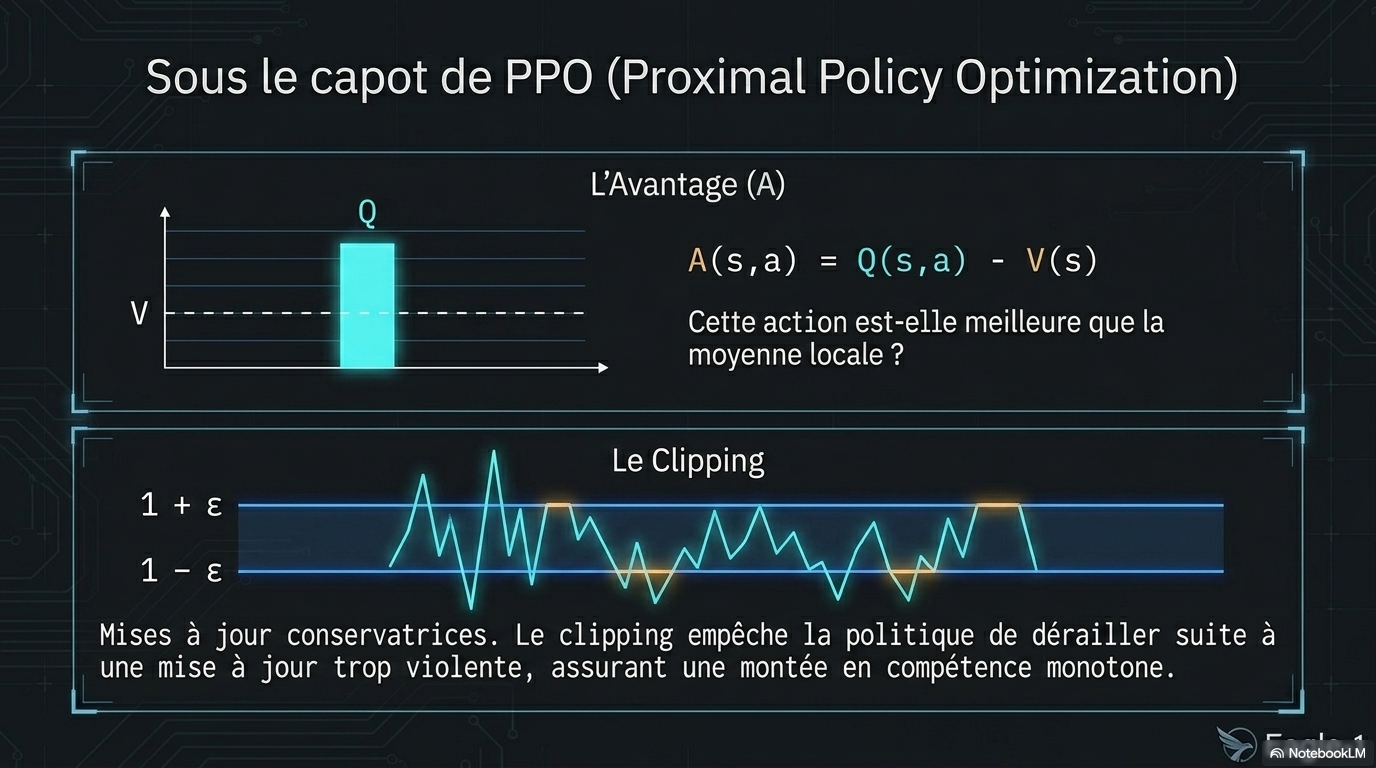 Sous le capot de PPO (Proximal Policy Optimization)
L'Avantage (A)
Q
V
A(s,a) = Q(s,a) - V(s)
Cette action est-elle meilleure que la
moyenne locale ?
Le Clipping
1 + ε
1 − ε
Mises à jour conservatrices. Le clipping empêche la politique de dérailler suite à
une mise à jour trop violente, assurant une montée en compétence monotone.
NotebookLM